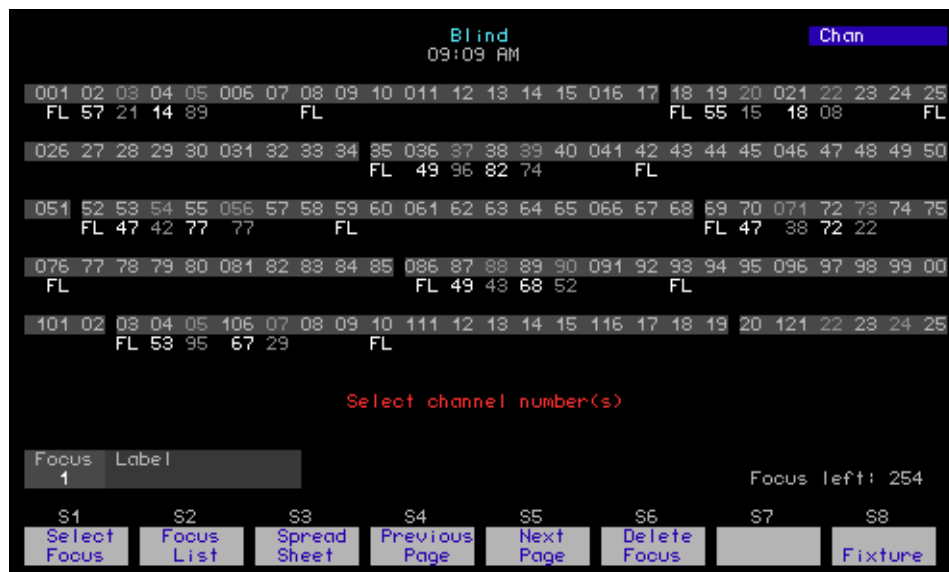 Blind
Chan
09:09 AM
001 02 03 04 05 006 07 08 09 10 011 12 13 14 15 016 17 18 19 20 021 22 23 24 25
FL 57 21 14 89 FL FL 55 15 18 08 FL
026 27 28 29 30 031 32 33 34 35 036 37 38 39 40 041 42 43 44 45 046 47 48 49 50
FL 49 96 82 74 FL
051 52 53 54 55 056 57 58 59 60 061 62 63 64 65 066 67 68 69 70 071 72 73 74 75
FL 47 42 77 77 FL FL 47 38 72 22
076 77 78 79 80 081 82 83 84 85 086 87 88 89 90 091 92 93 94 95 096 97 98 99 00
FL FL 49 43 68 52 FL
101 02 03 04 05 106 07 08 09 10 111 12 13 14 15 116 17 18 19 20 121 22 23 24 25
FL 53 95 67 29 FL
Select channel number(s)
Focus Label
1
Focus left: 254
S1 S2 S3 S4 S5 S6 S7 S8
Select Focus Spread Previous Next Delete
Focus List Sheet Page Page Focus Fixture